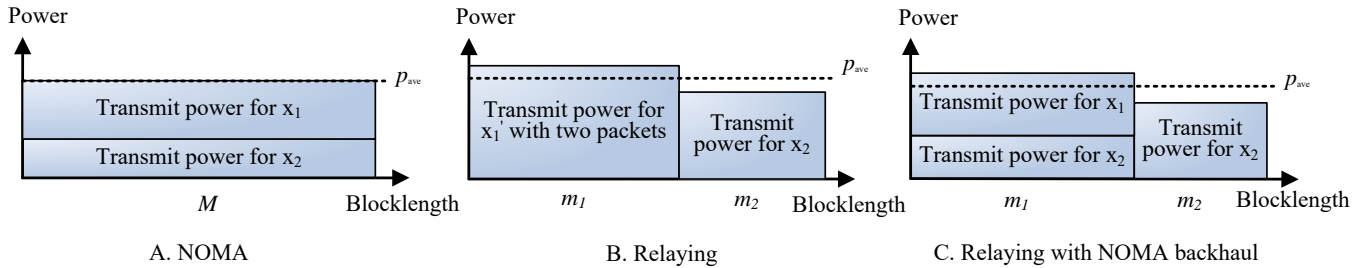 Power
p_ave
Transmit power for x₁
Transmit power for x₂
M
Blocklength
A. NOMA
Power
p_ave
Transmit power for
x₁' with two packets
Transmit
power for x₂
m₁
m₂
Blocklength
B. Relaying
Power
p_ave
Transmit power for x₁
Transmit power for x₂
Transmit
power for x₂
m₁
m₂
Blocklength
C. Relaying with NOMA backhaul